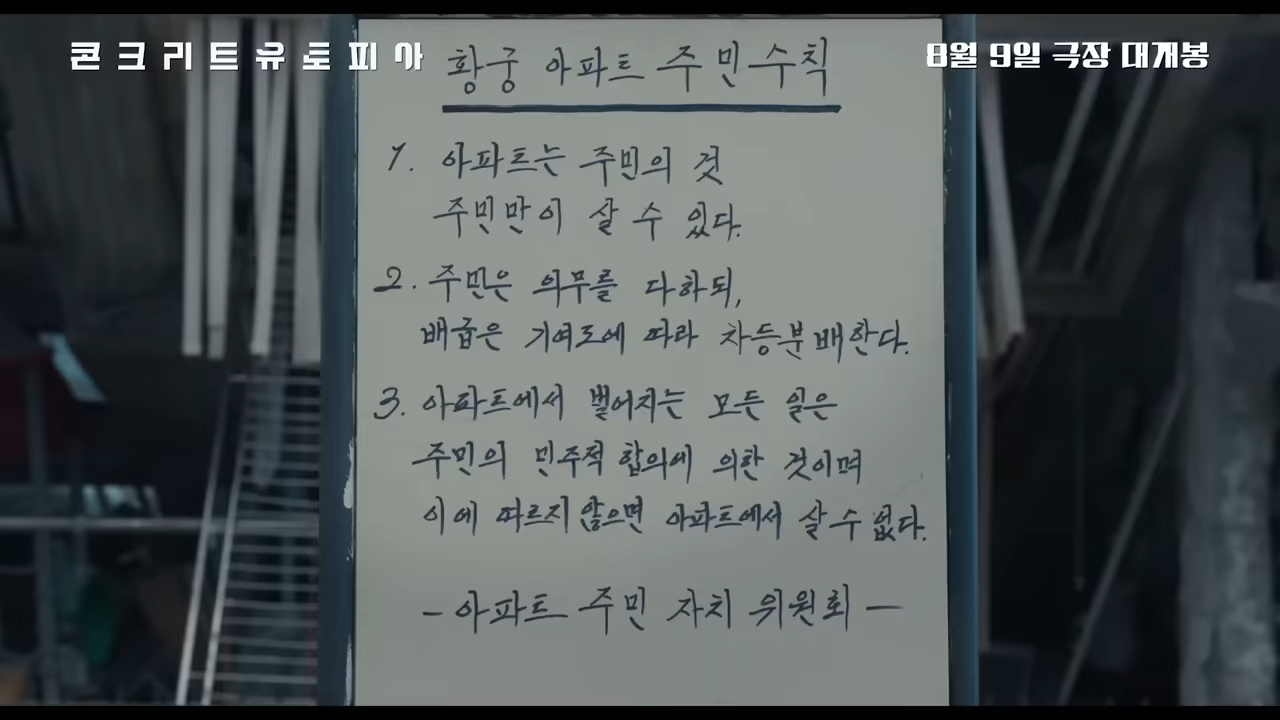 콘크리트유토피아
8월 9일 극장 대개봉
황궁 아파트 주민수칙
1. 아파트는 주민의 것
주민만이 살 수 있다.
2. 주민은 의무를 다하되,
배급은 기여도에 따라 차등분배한다.
3. 아파트에서 벌어지는 모든 일은
주민의 민주적 합의에 의한 것이며
이에 따르지 않으면 아파트에서 살 수 없다.
- 아파트 주민 자치 위원회 -